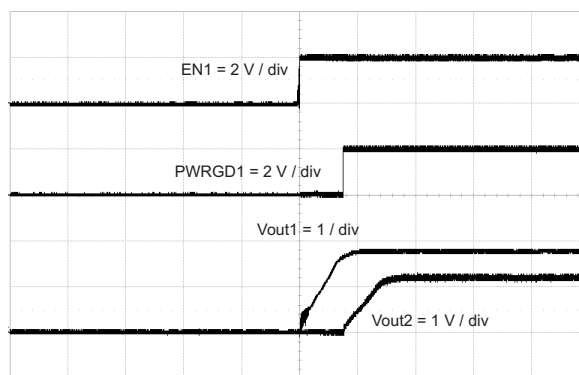 EN1 = 2 V / div
PWRGD1 = 2 V / div
Vout1 = 1 / div
Vout2 = 1 V / div